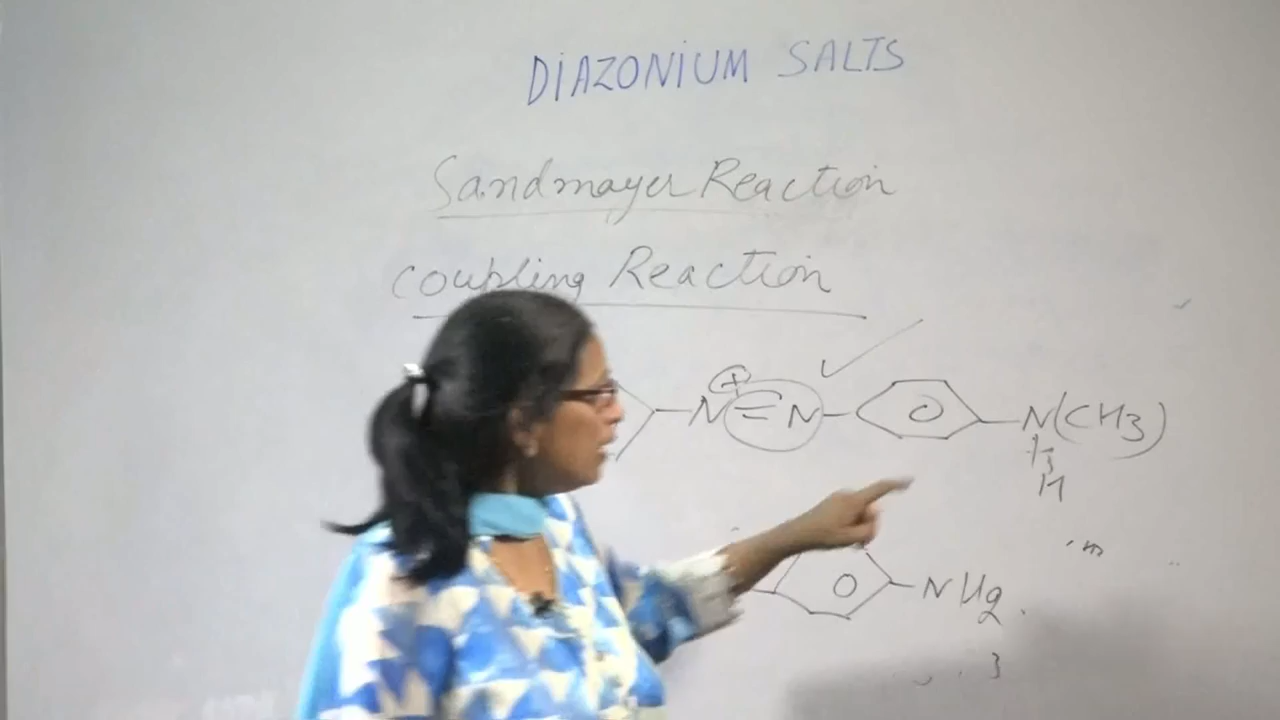 DIAZONIUM SALTS
Sandmayer Reaction
Coupling Reaction
N=N N(CH3)
H
NH2